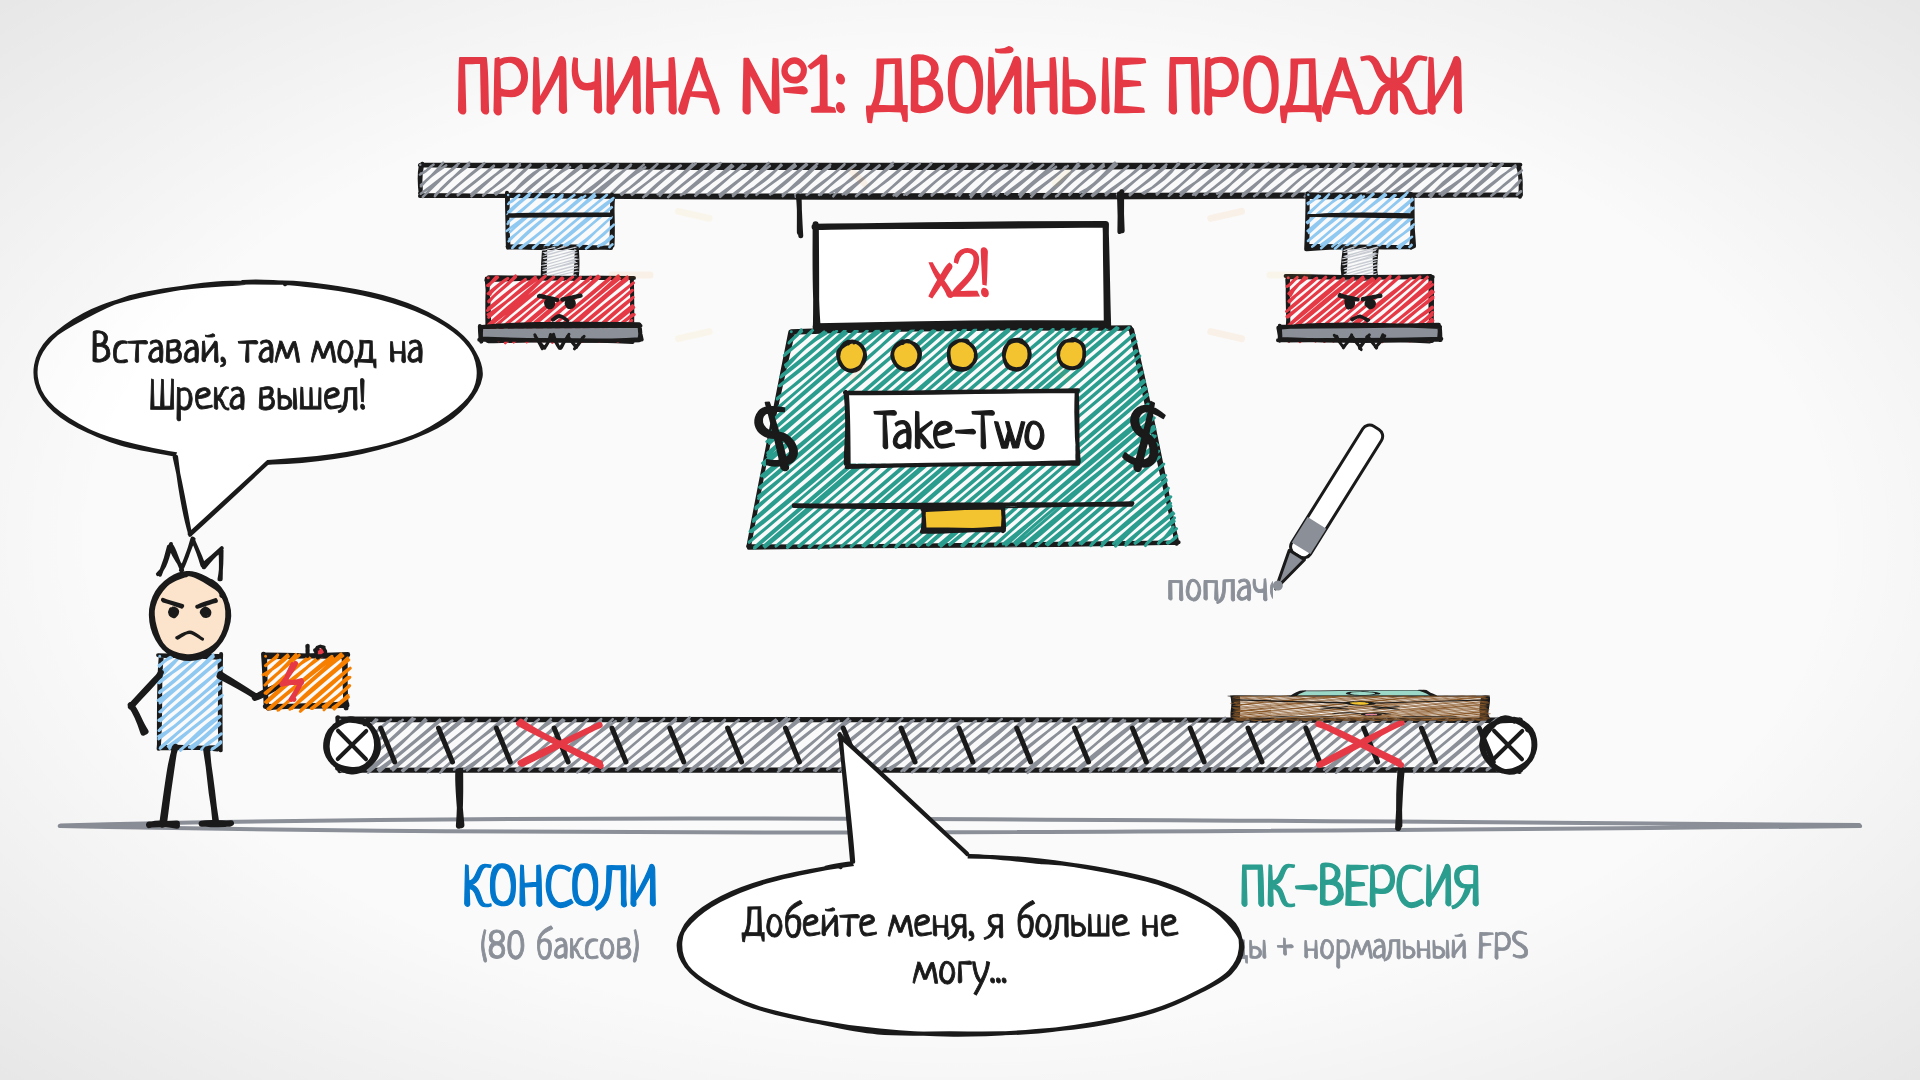 ПРИЧИНА №1: ДВОЙНЫЕ ПРОДАЖИ
x2!
Вставай, там мод на
Шрека вышел!
$ Take-Two $
поплач
КОНСОЛИ
(80 баксов)
Добейте меня, я больше не
могу...
ПК-ВЕРСИЯ
+ нормальный FPS